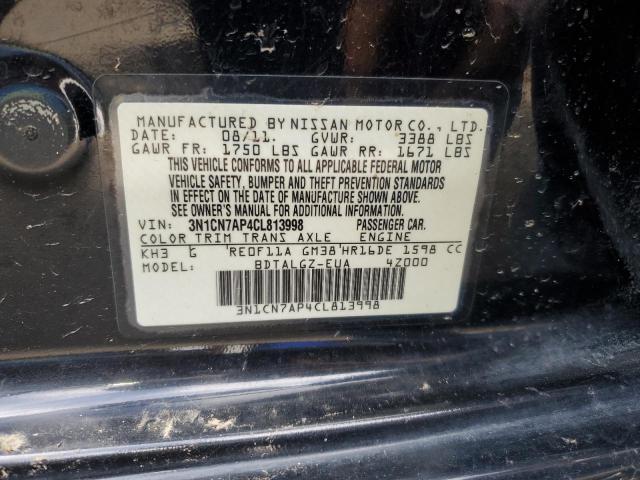 MANUFACTURED BY NISSAN MOTOR CO., LTD.
DATE: 08/11. GVWR: 3388 LBS
GAWR FR: 1750 LBS GAWR RR: 1671 LBS
THIS VEHICLE CONFORMS TO ALL APPLICABLE FEDERAL MOTOR
VEHICLE SAFETY, BUMPER AND THEFT PREVENTION STANDARDS
IN EFFECT ON THE DATE OF MANUFACTURE SHOWN ABOVE.
SEE OWNER'S MANUAL FOR ADDITIONAL INFORMATION.
VIN: 3N1CN7AP4CL813998 PASSENGER CAR.
COLOR TRIM TRANS AXLE ENGINE
KH3 G RE0F11A GM38 HR16DE 1598 CC
MODEL: BDTALGZ-EUA 4Z000
3N1CN7AP4CL813998